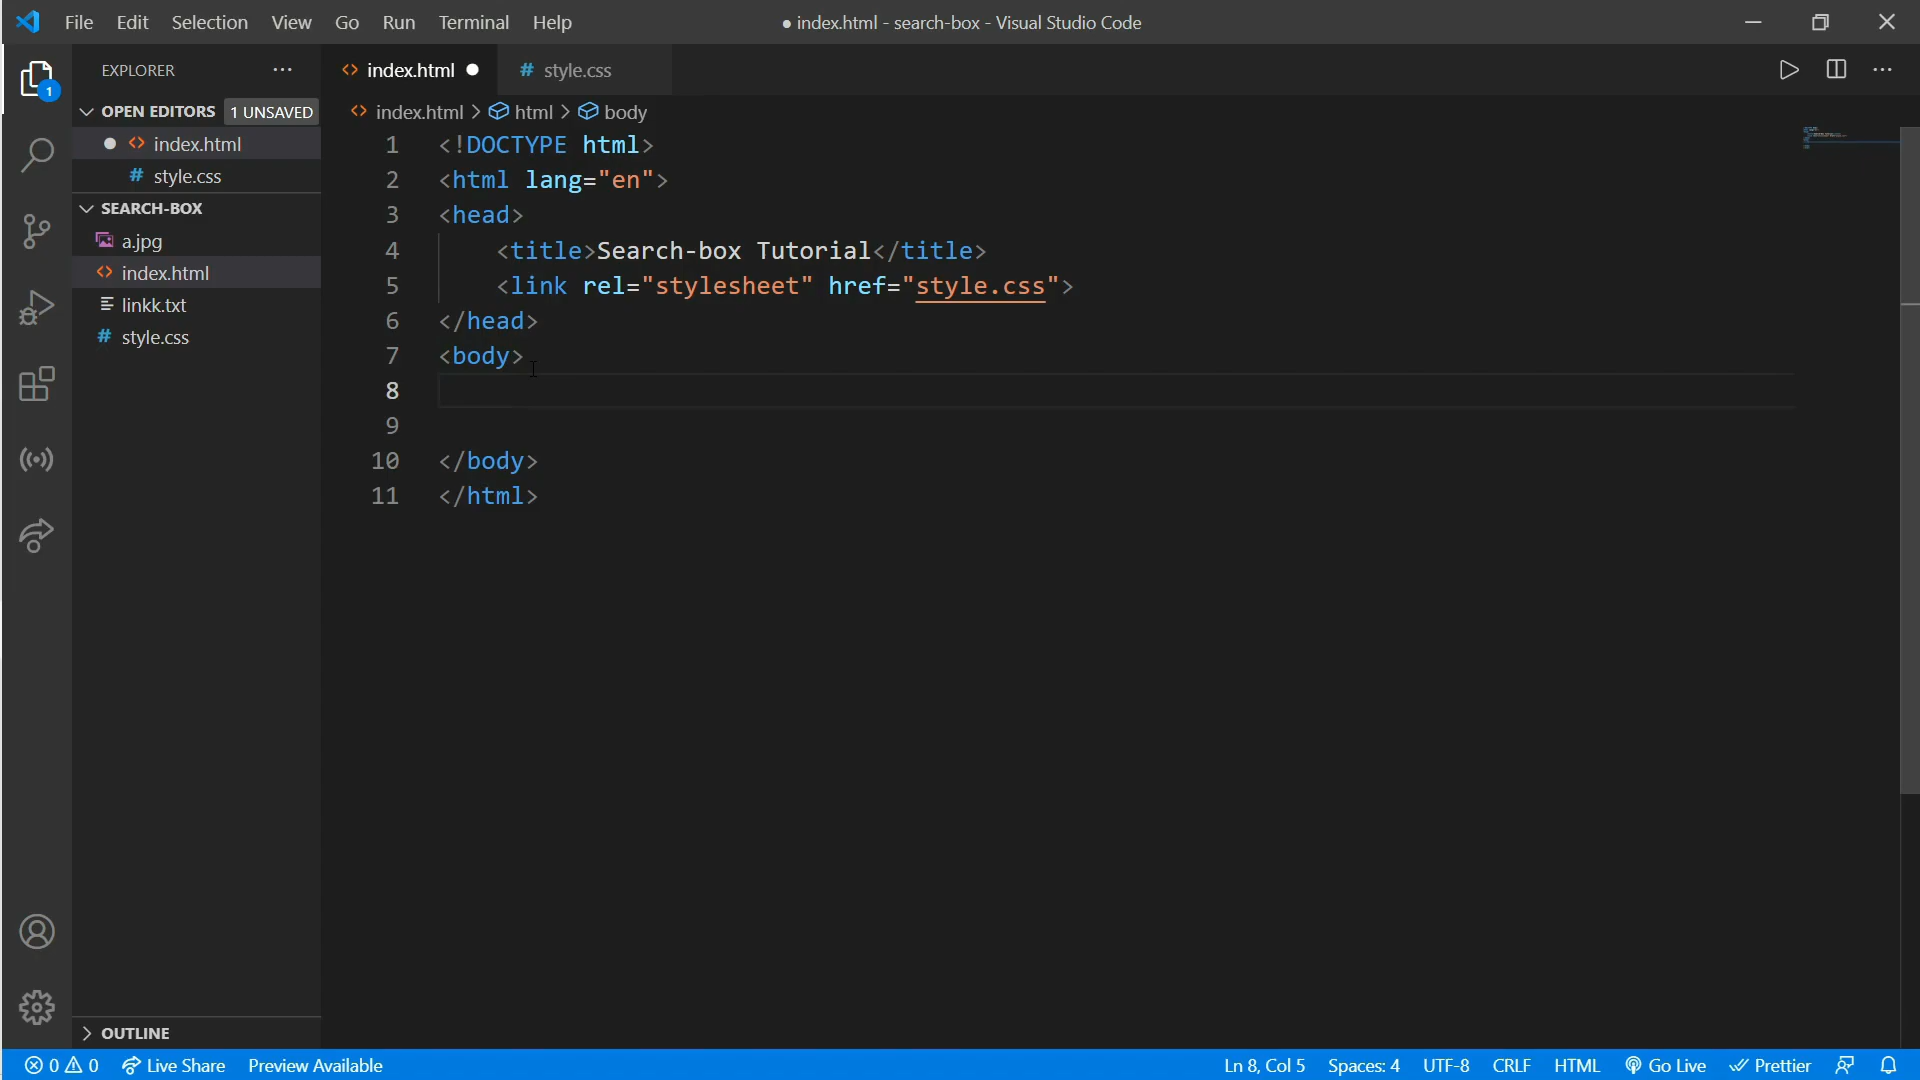 File Edit Selection View Go Run Terminal Help
● index.html - search-box - Visual Studio Code
EXPLORER
index.html
# style.css
1
OPEN EDITORS 1 UNSAVED
index.html > html > body
index.html
# style.css
SEARCH-BOX
a.jpg
index.html
linkk.txt
# style.css
1 <!DOCTYPE html>
2 <html lang="en">
3 <head>
4 <title>Search-box Tutorial</title>
5 <link rel="stylesheet" href="style.css">
6 </head>
7 <body>
8
9
10 </body>
11 </html>
OUTLINE
0 0 Live Share Preview Available
Ln 8, Col 5 Spaces: 4 UTF-8 CRLF HTML Go Live Prettier